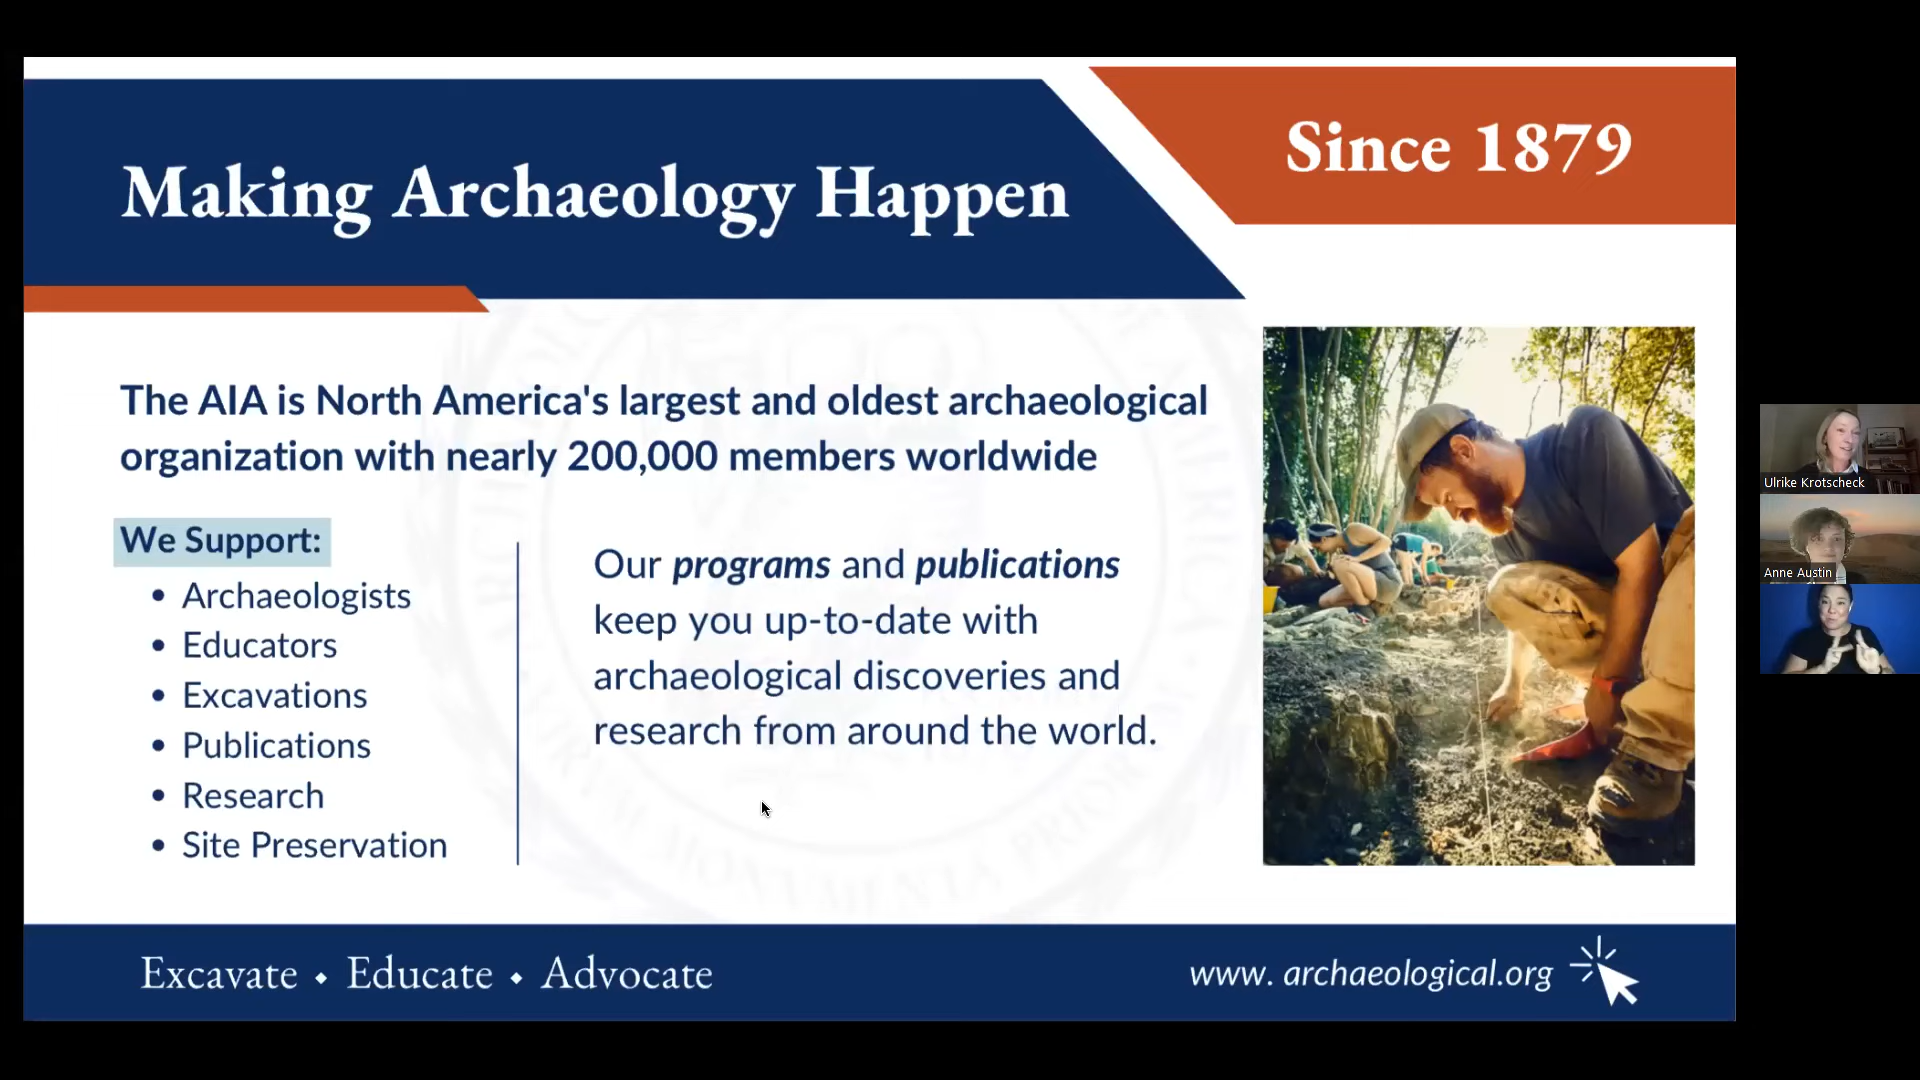 Making Archaeology Happen
Since 1879
The AIA is North America's largest and oldest archaeological
organization with nearly 200,000 members worldwide
We Support:
• Archaeologists
• Educators
• Excavations
• Publications
• Research
• Site Preservation
Our programs and publications
keep you up-to-date with
archaeological discoveries and
research from around the world.
Excavate ⬥ Educate ⬥ Advocate
www. archaeological.org
Ulrike Krotscheck
Anne Austin